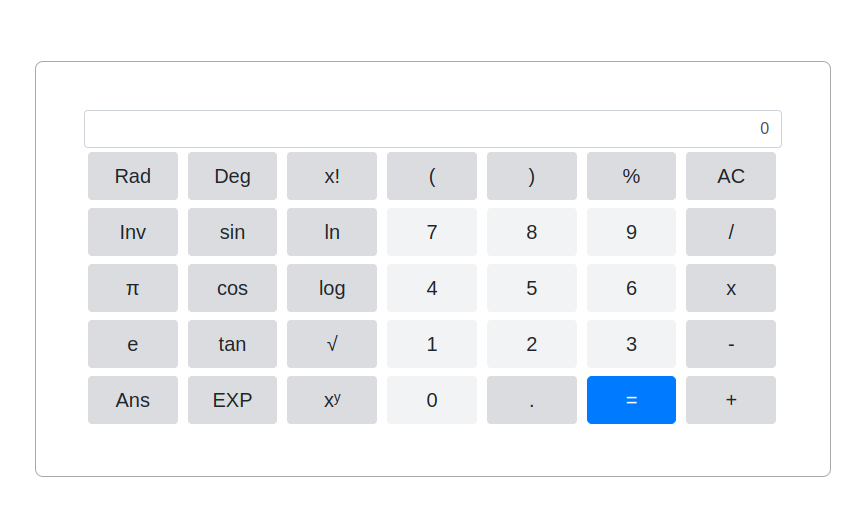 0
Rad Deg x! ( ) % AC
Inv sin ln 7 8 9 /
π cos log 4 5 6 x
e tan √ 1 2 3 -
Ans EXP xʸ 0 . = +